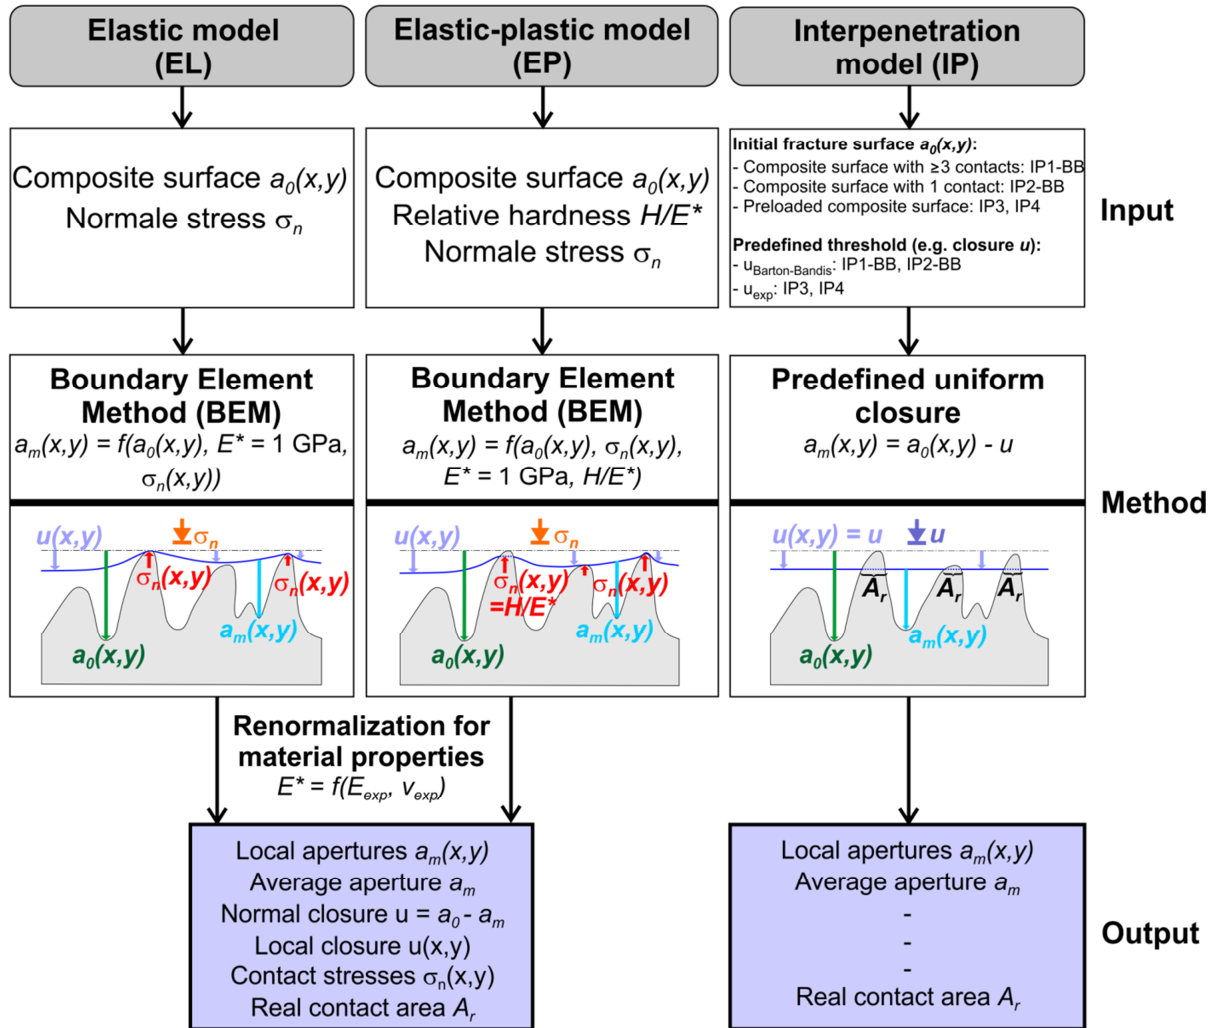 Elastic model
(EL)
Elastic-plastic model
(EP)
Interpenetration
model (IP)
Composite surface a₀(x,y)
Normale stress σₙ
Composite surface a₀(x,y)
Relative hardness H/E*
Normale stress σₙ
Initial fracture surface a₀(x,y):
- Composite surface with ≥3 contacts: IP1-BB
- Composite surface with 1 contact: IP2-BB
- Preloaded composite surface: IP3, IP4
Predefined threshold (e.g. closure u):
- u_Barton-Bandis: IP1-BB, IP2-BB
- u_exp: IP3, IP4
Input
Boundary Element
Method (BEM)
aₘ(x,y) = f(a₀(x,y), E* = 1 GPa,
σₙ(x,y))
Boundary Element
Method (BEM)
aₘ(x,y) = f(a₀(x,y), σₙ(x,y),
E* = 1 GPa, H/E*)
Predefined uniform
closure
aₘ(x,y) = a₀(x,y) - u
Method
u(x,y)
σₙ
σₙ(x,y)
σₙ(x,y)
aₘ(x,y)
a₀(x,y)
u(x,y)
σₙ
σₙ(x,y)
=H/E*
σₙ(x,y)
aₘ(x,y)
a₀(x,y)
u(x,y) = u
u
Aᵣ
Aᵣ
Aᵣ
aₘ(x,y)
a₀(x,y)
Renormalization for
material properties
E* = f(E_exp, v_exp)
Local apertures aₘ(x,y)
Average aperture aₘ
Normal closure u = a₀ - aₘ
Local closure u(x,y)
Contact stresses σₙ(x,y)
Real contact area Aᵣ
Local apertures aₘ(x,y)
Average aperture aₘ
-
-
-
Real contact area Aᵣ
Output